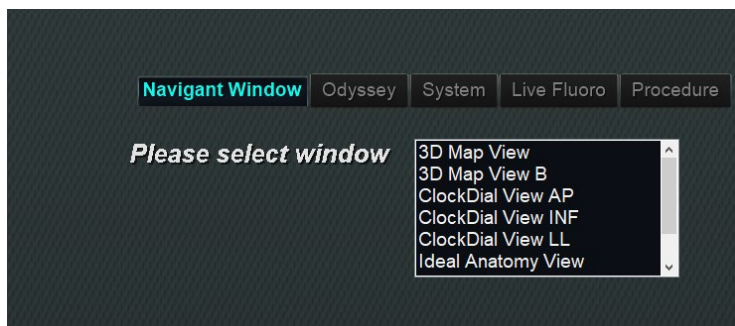 Navigant Window Odyssey System Live Fluoro Procedure
Please select window
3D Map View
3D Map View B
ClockDial View AP
ClockDial View INF
ClockDial View LL
Ideal Anatomy View